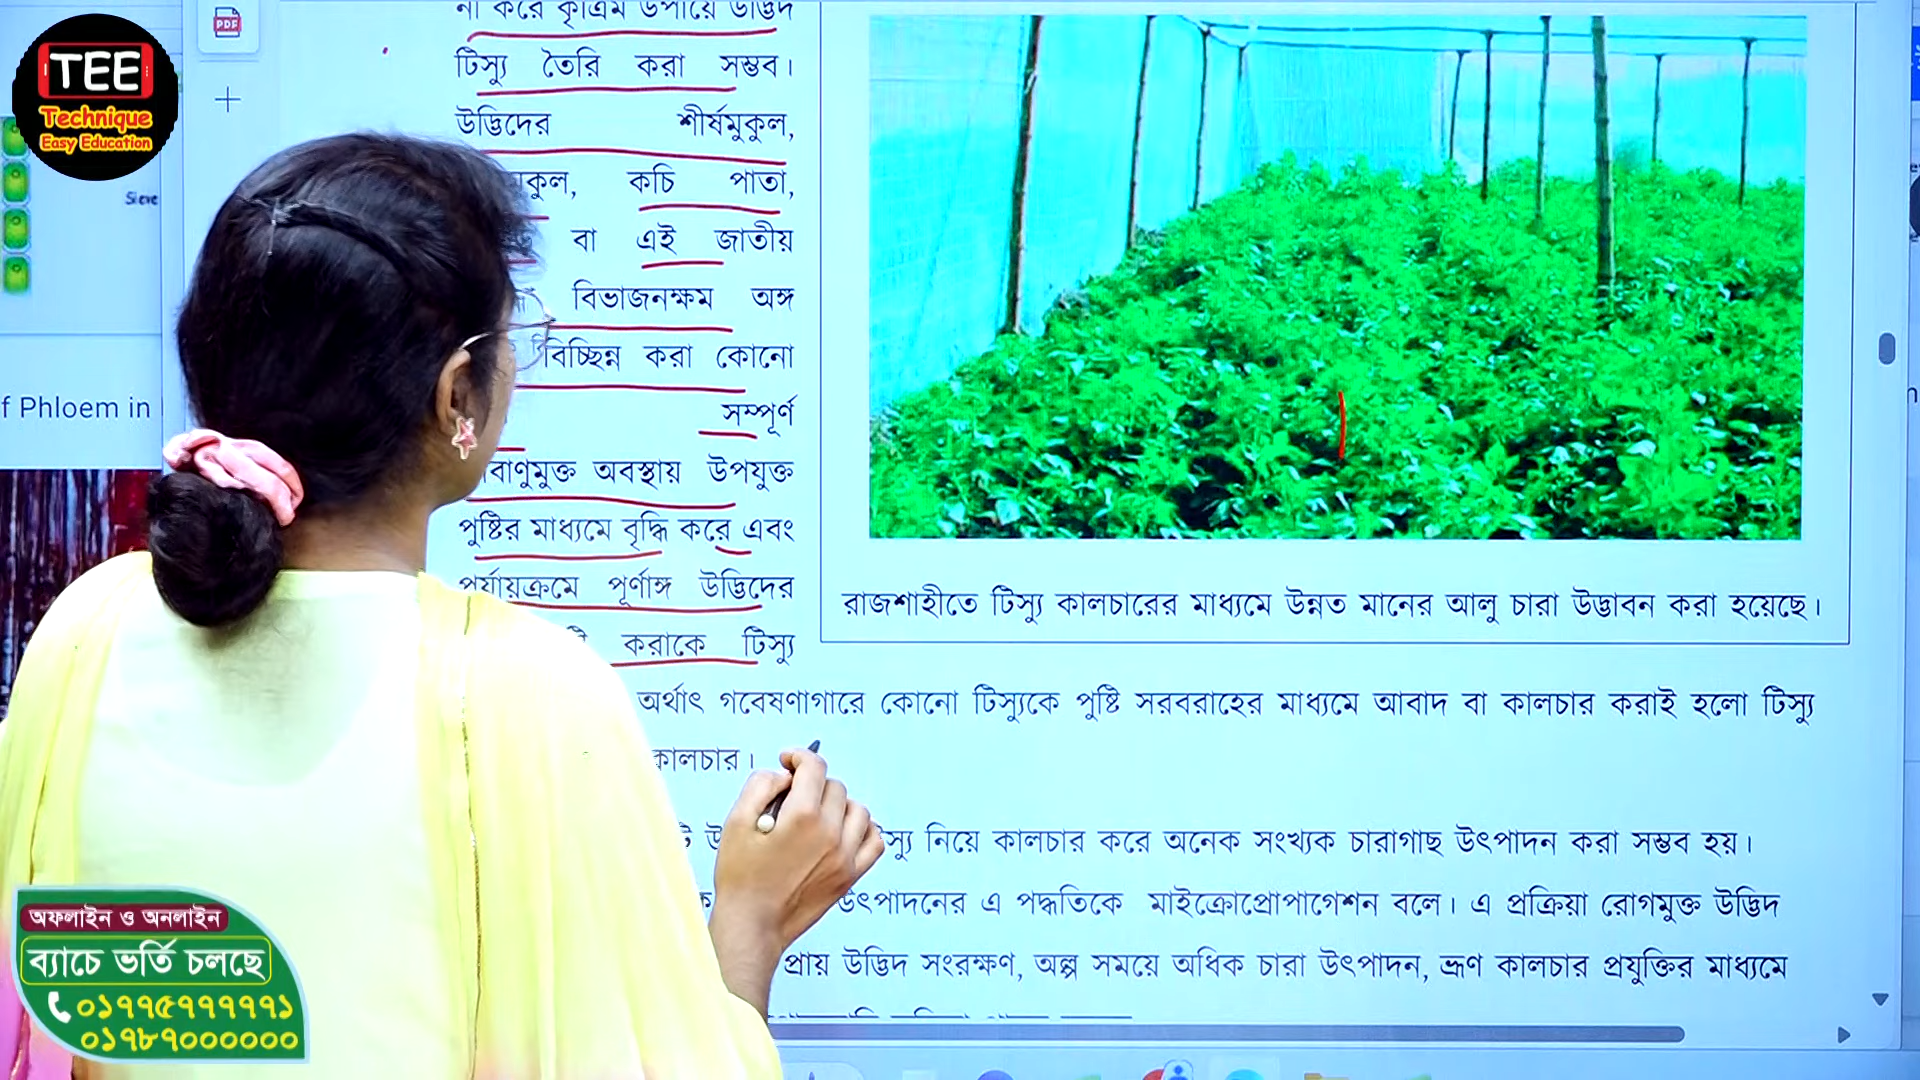 TEE
Technique
Easy Education
PDF
Sieve
f Phloem in
না করে কৃত্রিম উপায়ে উদ্ভিদ
টিস্যু তৈরি করা সম্ভব।
উদ্ভিদের শীর্ষমুকুল,
কচি পাতা,
বা এই জাতীয়
বিভাজনক্ষম অঙ্গ
বিচ্ছিন্ন করা কোনো
সম্পূর্ণ
অবস্থায় উপযুক্ত
পুষ্টির মাধ্যমে বৃদ্ধি করে এবং
পর্যায়ক্রমে পূর্ণাঙ্গ উদ্ভিদের
করাকে টিস্যু
রাজশাহীতে টিস্যু কালচারের মাধ্যমে উন্নত মানের আলু চারা উদ্ভাবন করা হয়েছে।
অর্থাৎ গবেষণাগারে কোনো টিস্যুকে পুষ্টি সরবরাহের মাধ্যমে আবাদ বা কালচার করাই হলো টিস্যু
কালচার।
নিয়ে কালচার করে অনেক সংখ্যক চারাগাছ উৎপাদন করা সম্ভব হয়।
উৎপাদনের এ পদ্ধতিকে মাইক্রোপ্রোপাগেশন বলে। এ প্রক্রিয়া রোগমুক্ত উদ্ভিদ
প্রায় উদ্ভিদ সংরক্ষণ, অল্প সময়ে অধিক চারা উৎপাদন, ভ্রূণ কালচার প্রযুক্তির মাধ্যমে
অফলাইন ও অনলাইন
ব্যাচে ভর্তি চলছে
০১৭৭৫৭৭৭৭৭১
০১৭৮৭০০০০০০